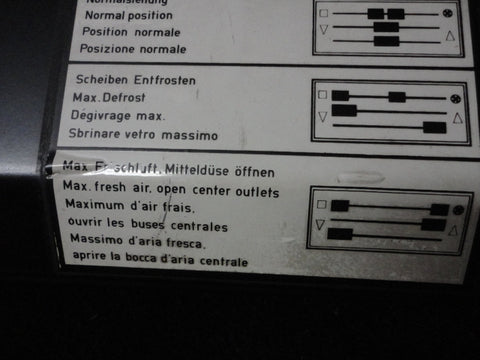 Normal position
Position normale
Posizione normale
Scheiben Entfrosten
Max. Defrost
Dégivrage max.
Sbrinare vetro massimo
Max. Mitteldüse öffnen
Max. fresh air, open center outlets
Maximum d'air frais,
ouvrir les buses centrales
Massimo d'aria fresca,
aprire la bocca d'aria centrale